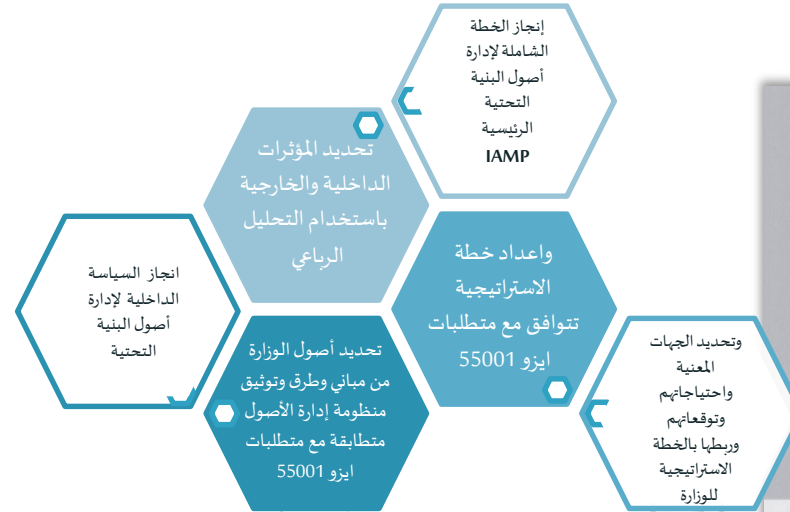 إنجاز الخطة
الشاملة لإدارة
أصول البنية
التحتية
الرئيسية
IAMP
تحديد المؤثرات
الداخلية والخارجية
باستخدام التحليل
الرباعي
واعداد خطة
الاستراتيجية
تتوافق مع متطلبات
ايزو 55001
انجاز السياسة
الداخلية لإدارة
أصول البنية
التحتية
تحديد أصول الوزارة
من مباني وطرق وتوثيق
منظومة إدارة الأصول
متطابقة مع متطلبات
ايزو 55001
وتحديد الجهات
المعنية
واحتياجاتهم
وتوقعاتهم
وربطها بالخطة
الاستراتيجية
للوزارة